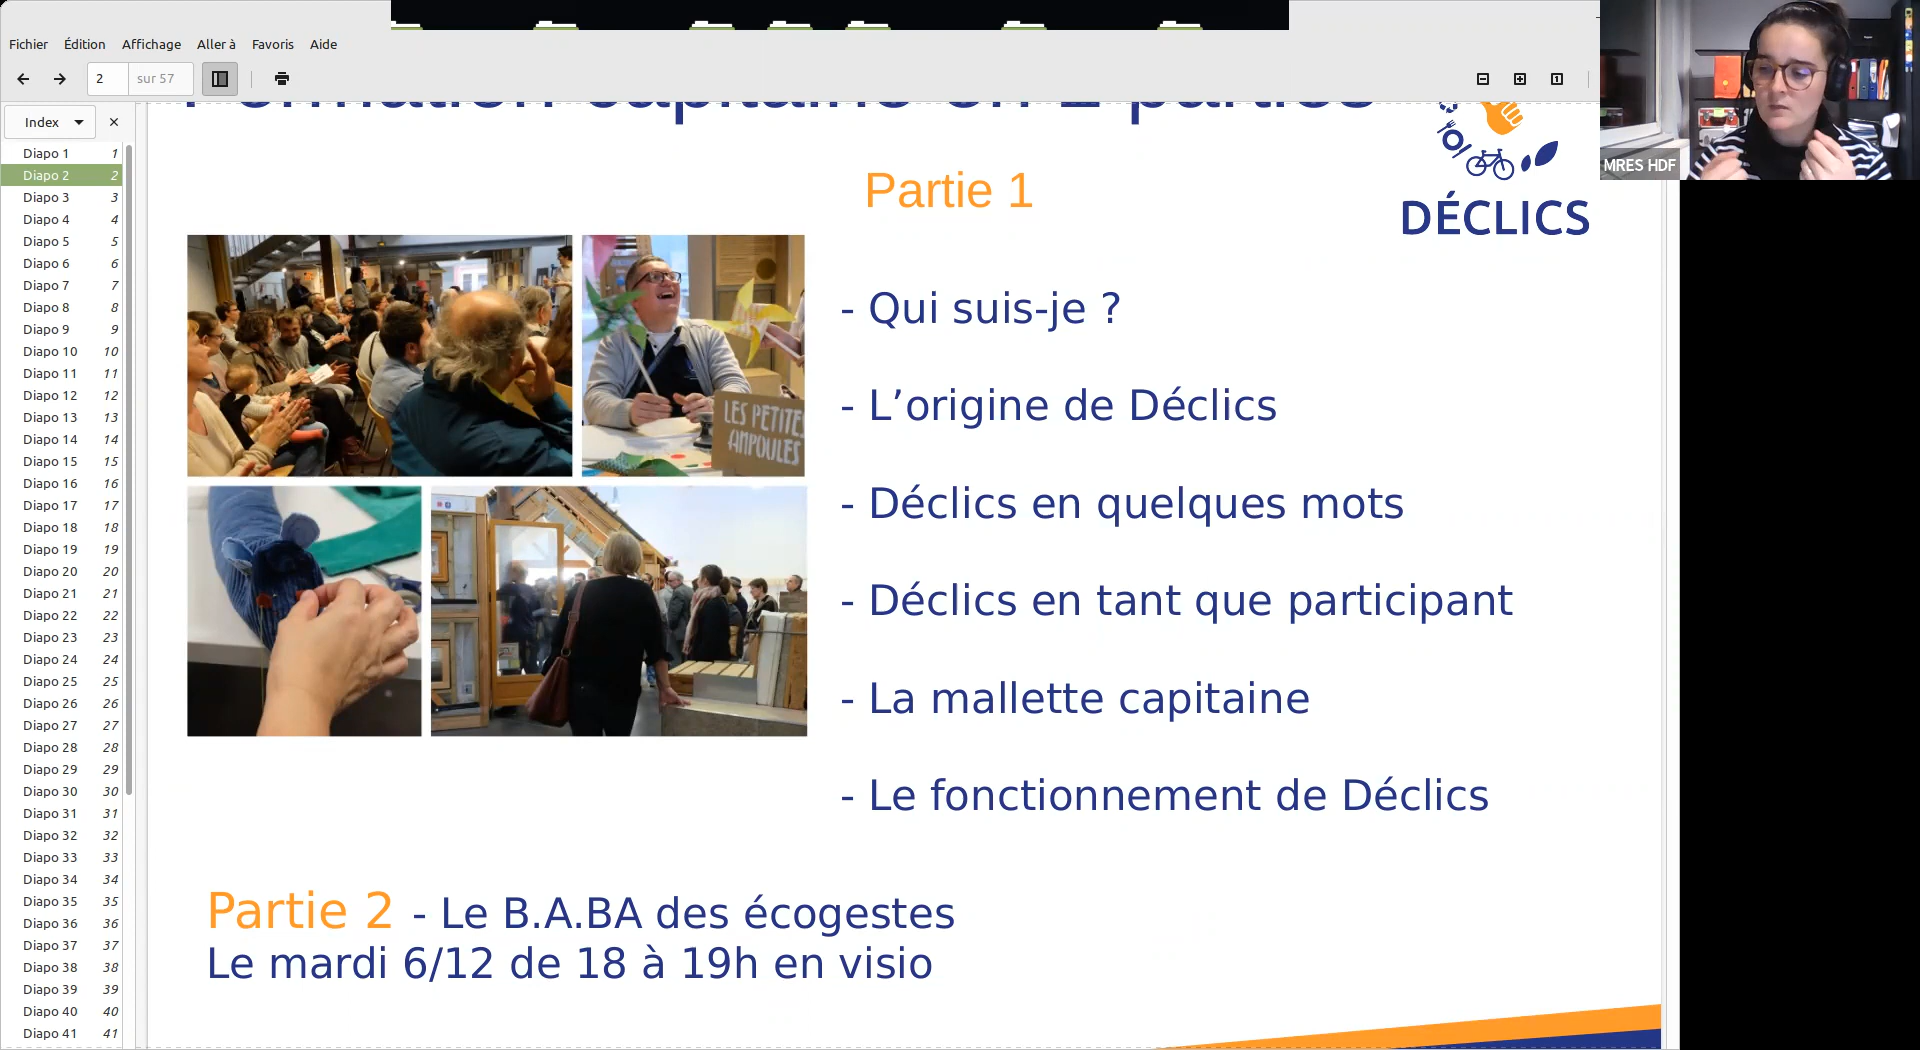 Fichier Édition Affichage Aller à Favoris Aide
2 sur 57
Index
Diapo 1 1
Diapo 2 2
Diapo 3 3
Diapo 4 4
Diapo 5 5
Diapo 6 6
Diapo 7 7
Diapo 8 8
Diapo 9 9
Diapo 10 10
Diapo 11 11
Diapo 12 12
Diapo 13 13
Diapo 14 14
Diapo 15 15
Diapo 16 16
Diapo 17 17
Diapo 18 18
Diapo 19 19
Diapo 20 20
Diapo 21 21
Diapo 22 22
Diapo 23 23
Diapo 24 24
Diapo 25 25
Diapo 26 26
Diapo 27 27
Diapo 28 28
Diapo 29 29
Diapo 30 30
Diapo 31 31
Diapo 32 32
Diapo 33 33
Diapo 34 34
Diapo 35 35
Diapo 36 36
Diapo 37 37
Diapo 38 38
Diapo 39 39
Diapo 40 40
Diapo 41 41
Formation capitaine en 2 parties
MRES HDF
DÉCLICS
Partie 1
LES PETITES
AMPOULES
- Qui suis-je ?
- L’origine de Déclics
- Déclics en quelques mots
- Déclics en tant que participant
- La mallette capitaine
- Le fonctionnement de Déclics
Partie 2 - Le B.A.BA des écogestes
Le mardi 6/12 de 18 à 19h en visio